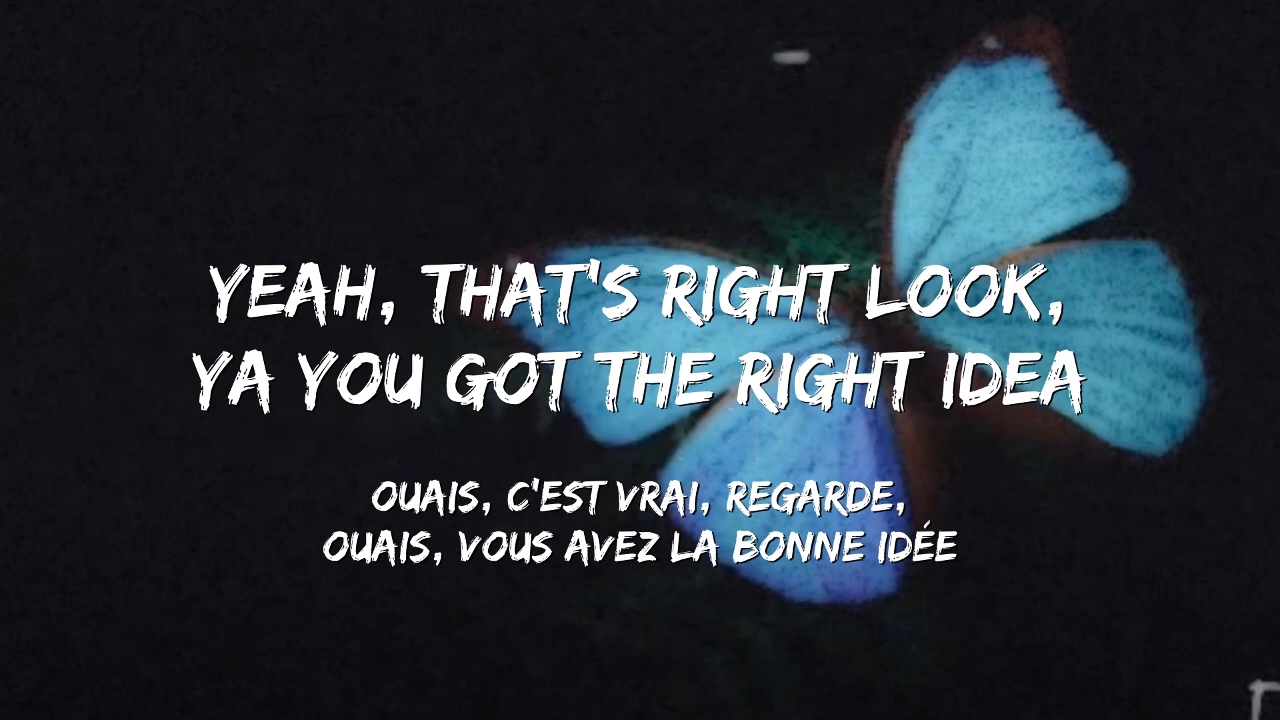 YEAH, THAT'S RIGHT LOOK,
YA YOU GOT THE RIGHT IDEA
OUAIS, C'EST VRAI, REGARDE,
OUAIS, VOUS AVEZ LA BONNE IDÉE